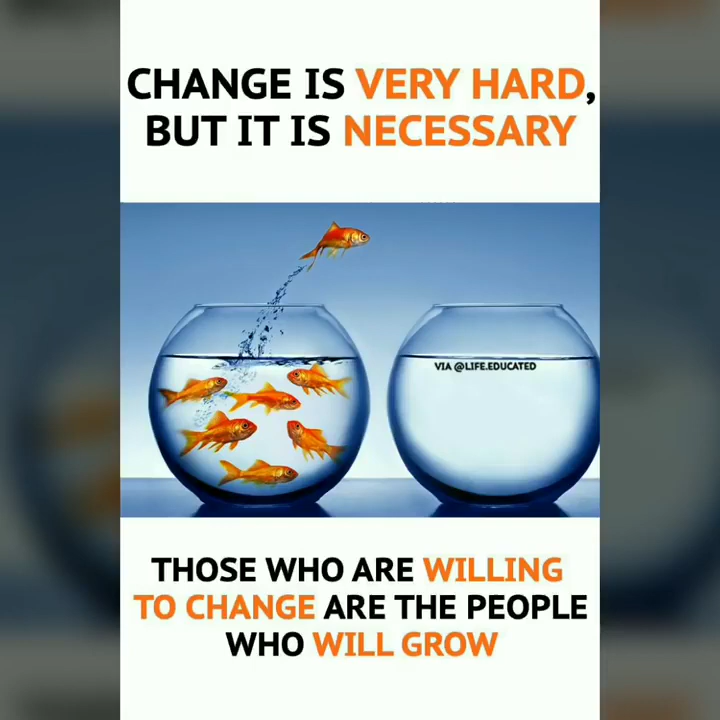 CHANGE IS VERY HARD,
BUT IT IS NECESSARY
VIA @LIFE.EDUCATED
THOSE WHO ARE WILLING
TO CHANGE ARE THE PEOPLE
WHO WILL GROW